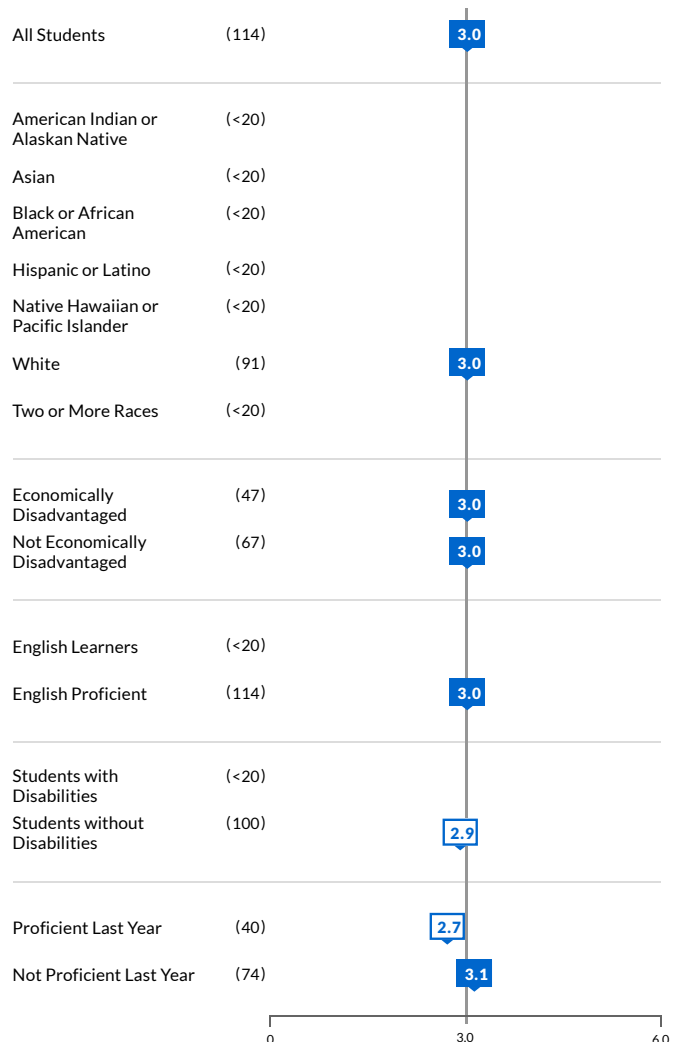 All Students (114) 3.0
American Indian or (<20)
Alaskan Native
Asian (<20)
Black or African (<20)
American
Hispanic or Latino (<20)
Native Hawaiian or (<20)
Pacific Islander
White (91) 3.0
Two or More Races (<20)
Economically (47) 3.0
Disadvantaged
Not Economically (67) 3.0
Disadvantaged
English Learners (<20)
English Proficient (114) 3.0
Students with (<20)
Disabilities
Students without (100) 2.9
Disabilities
Proficient Last Year (40) 2.7
Not Proficient Last Year (74) 3.1
0 3.0 6.0